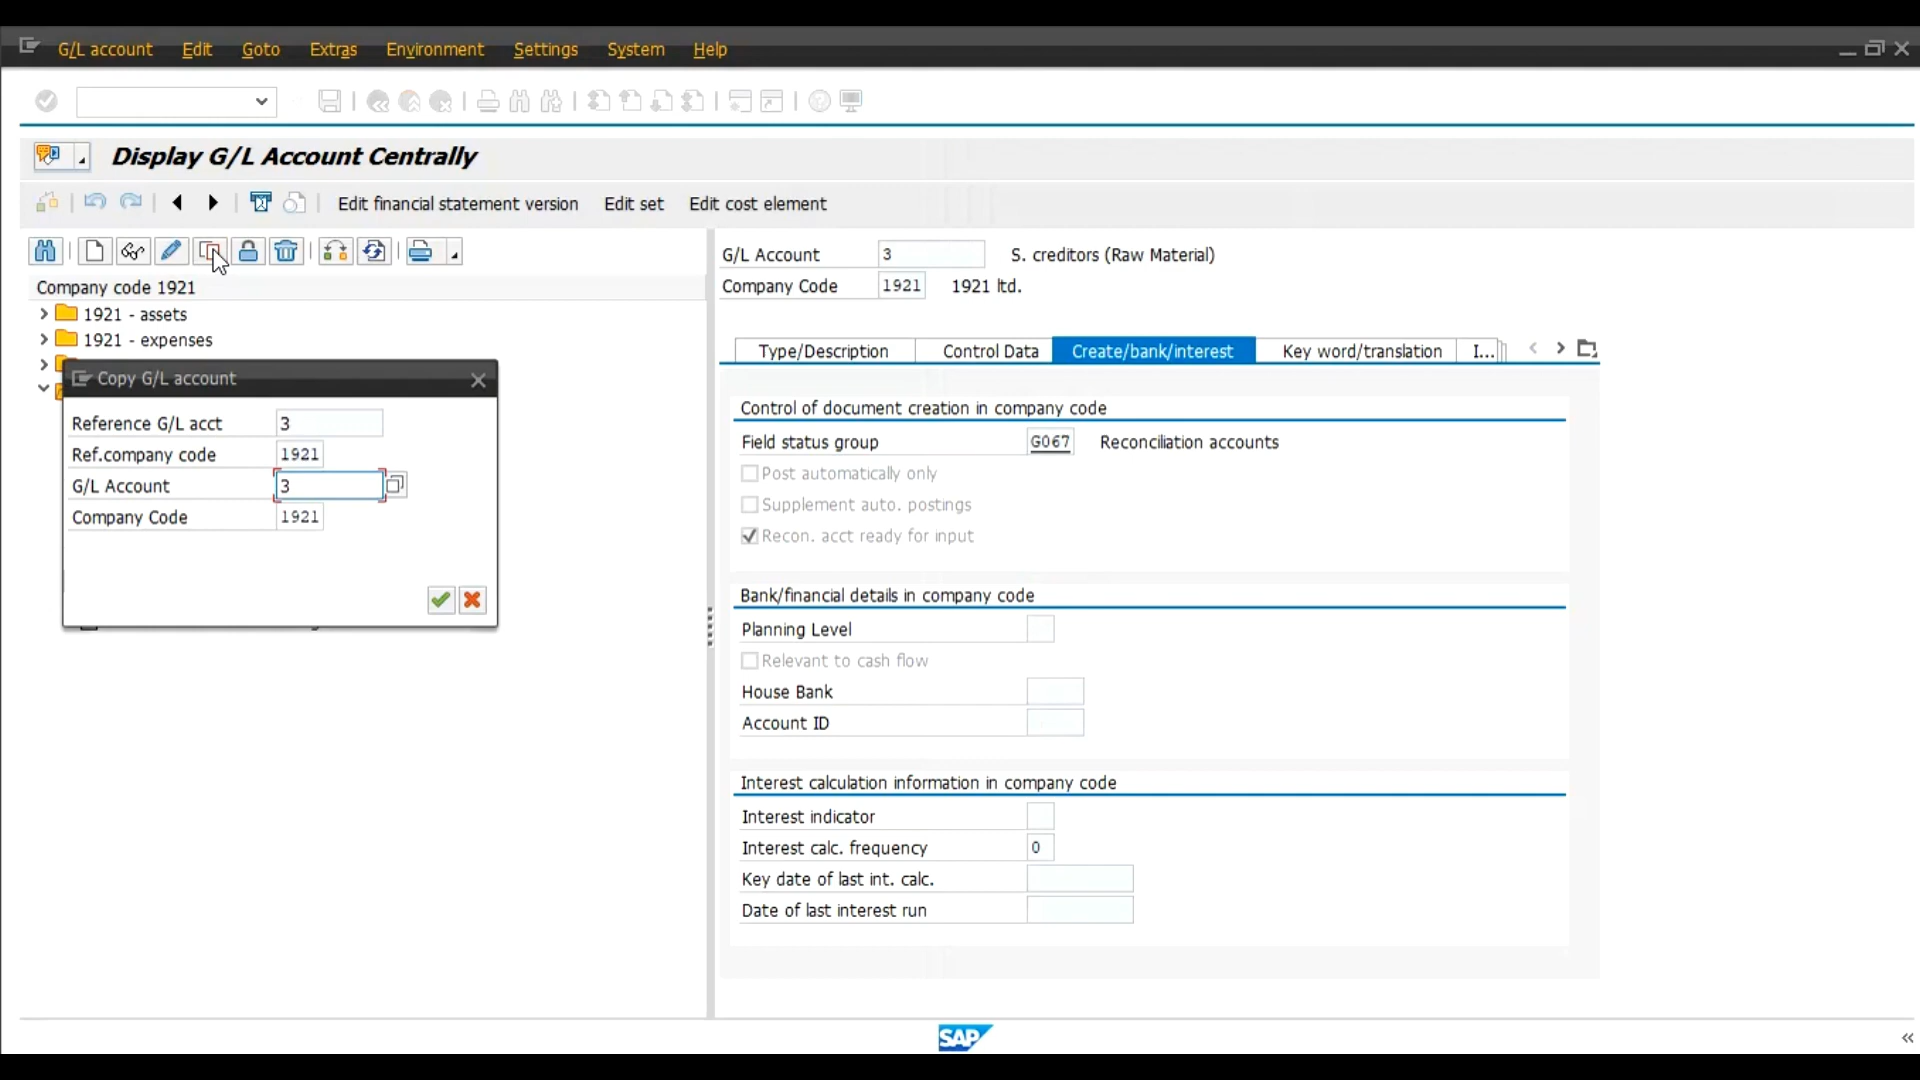 G/L account Edit Goto Extras Environment Settings System Help
Display G/L Account Centrally
Edit financial statement version Edit set Edit cost element
G/L Account 3 S. creditors (Raw Material)
Company Code 1921 1921 ltd.
Company code 1921
1921 - assets
1921 - expenses
Copy G/L account
Reference G/L acct 3
Ref.company code 1921
G/L Account 3
Company Code 1921
Type/Description Control Data Create/bank/interest Key word/translation I...
Control of document creation in company code
Field status group G067 Reconciliation accounts
Post automatically only
Supplement auto. postings
Recon. acct ready for input
Bank/financial details in company code
Planning Level
Relevant to cash flow
House Bank
Account ID
Interest calculation information in company code
Interest indicator
Interest calc. frequency 0
Key date of last int. calc.
Date of last interest run
SAP